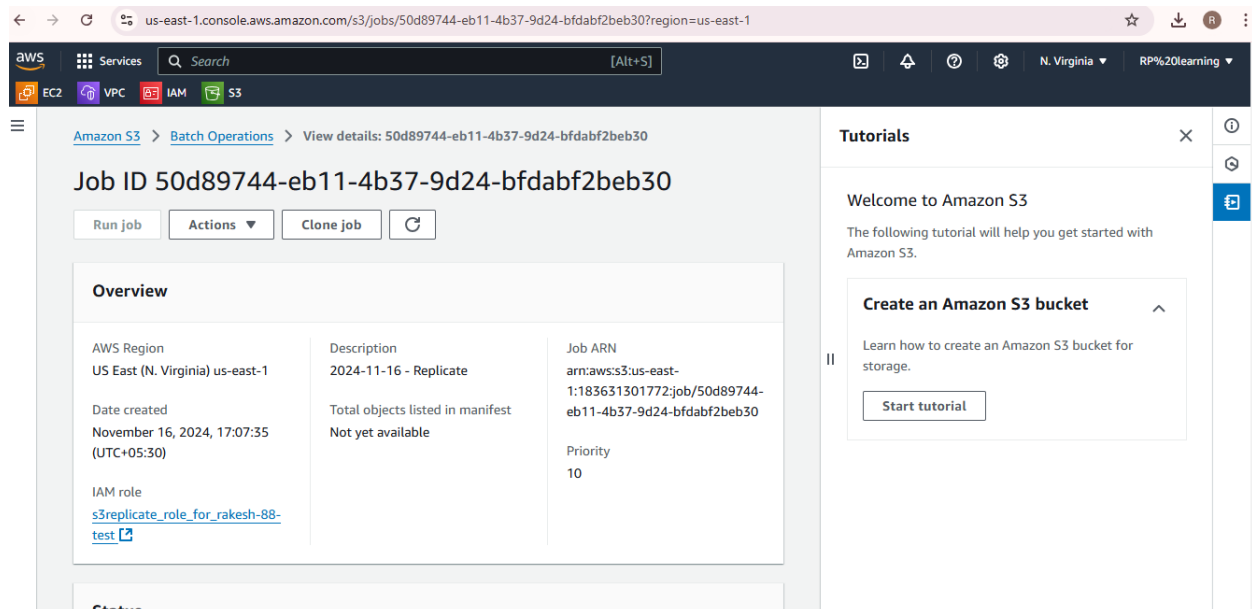 us-east-1.console.aws.amazon.com/s3/jobs/50d89744-eb11-4b37-9d24-bfdabf2beb30?region=us-east-1
R
aws
Services
Search
[Alt+S]
N. Virginia
RP%20learning
EC2
VPC
IAM
S3
Amazon S3 > Batch Operations > View details: 50d89744-eb11-4b37-9d24-bfdabf2beb30
Job ID 50d89744-eb11-4b37-9d24-bfdabf2beb30
Run job
Actions
Clone job
Overview
AWS Region
US East (N. Virginia) us-east-1
Date created
November 16, 2024, 17:07:35
(UTC+05:30)
IAM role
s3replicate_role_for_rakesh-88-
test
Description
2024-11-16 - Replicate
Total objects listed in manifest
Not yet available
Job ARN
arn:aws:s3:us-east-
1:183631301772:job/50d89744-
eb11-4b37-9d24-bfdabf2beb30
Priority
10
Status
Tutorials
Welcome to Amazon S3
The following tutorial will help you get started with
Amazon S3.
Create an Amazon S3 bucket
Learn how to create an Amazon S3 bucket for
storage.
Start tutorial